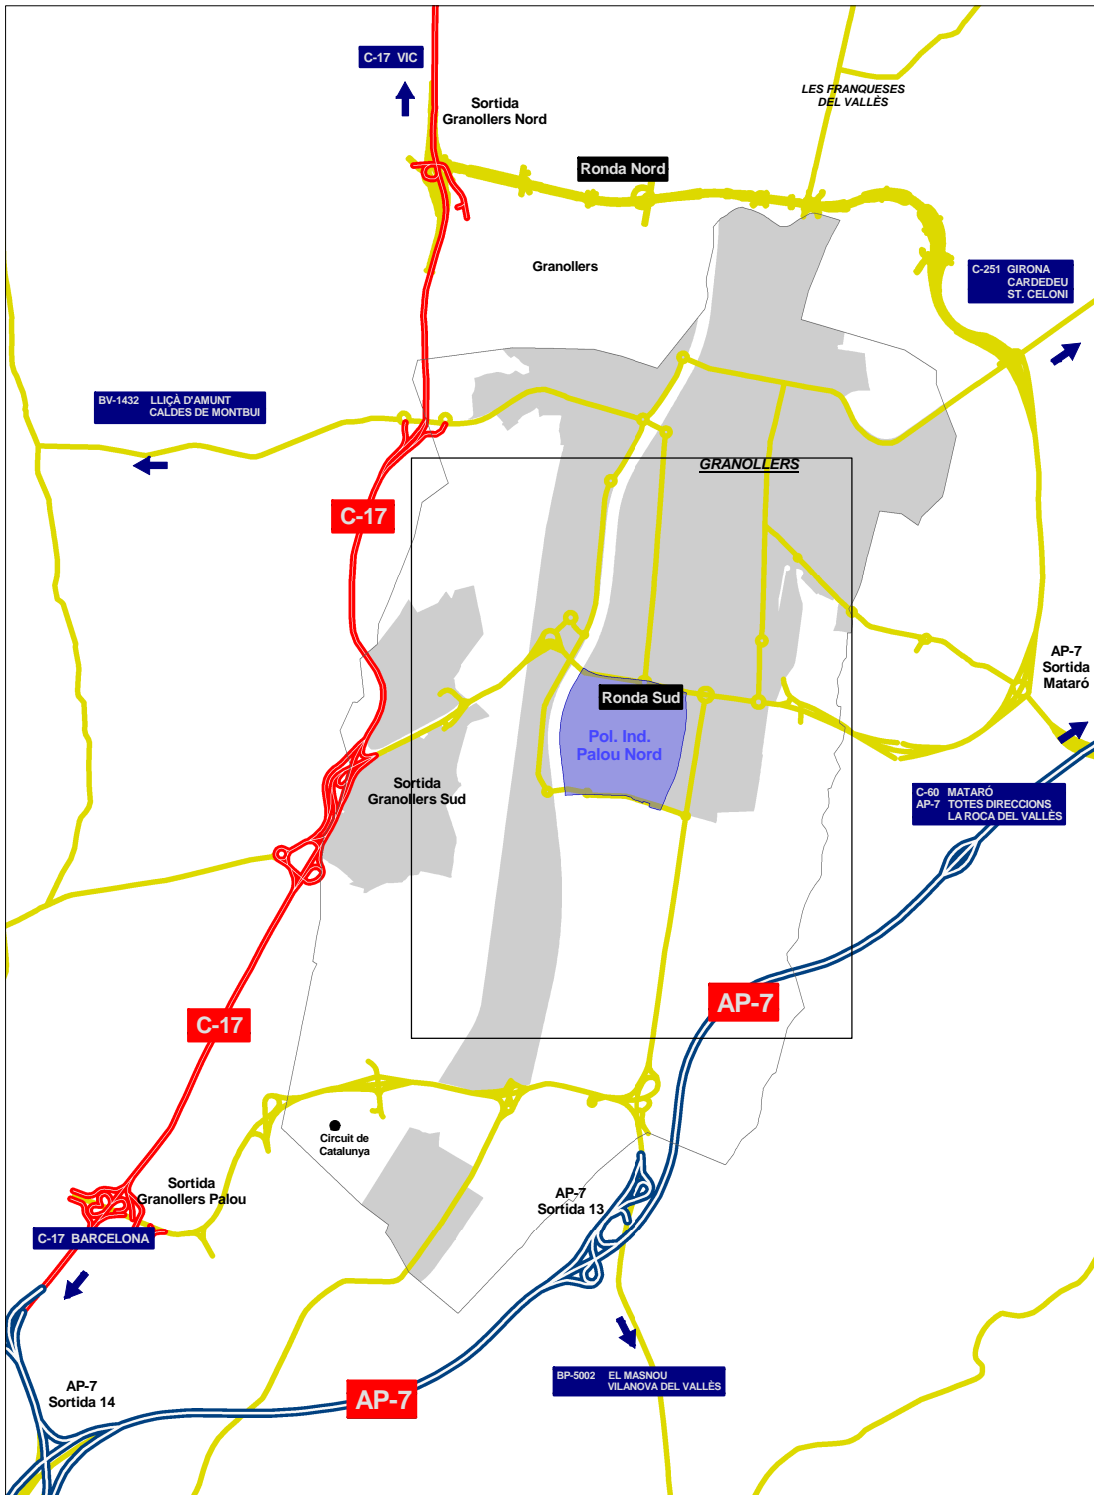 C-17 VIC
Sortida
Granollers Nord
LES FRANQUESES
DEL VALLÈS
Ronda Nord
Granollers
C-251 GIRONA
CARDEDEU
ST. CELONI
BV-1432 LLIÇÀ D'AMUNT
CALDES DE MONTBUI
GRANOLLERS
C-17
AP-7
Sortida
Mataró
Ronda Sud
Pol. Ind.
Palou Nord
Sortida
Granollers Sud
C-60 MATARÓ
AP-7 TOTES DIRECCIONS
LA ROCA DEL VALLÈS
AP-7
C-17
Circuit de
Catalunya
Sortida
Granollers Palou
AP-7
Sortida 13
C-17 BARCELONA
BP-5002 EL MASNOU
VILANOVA DEL VALLÈS
AP-7
Sortida 14
AP-7